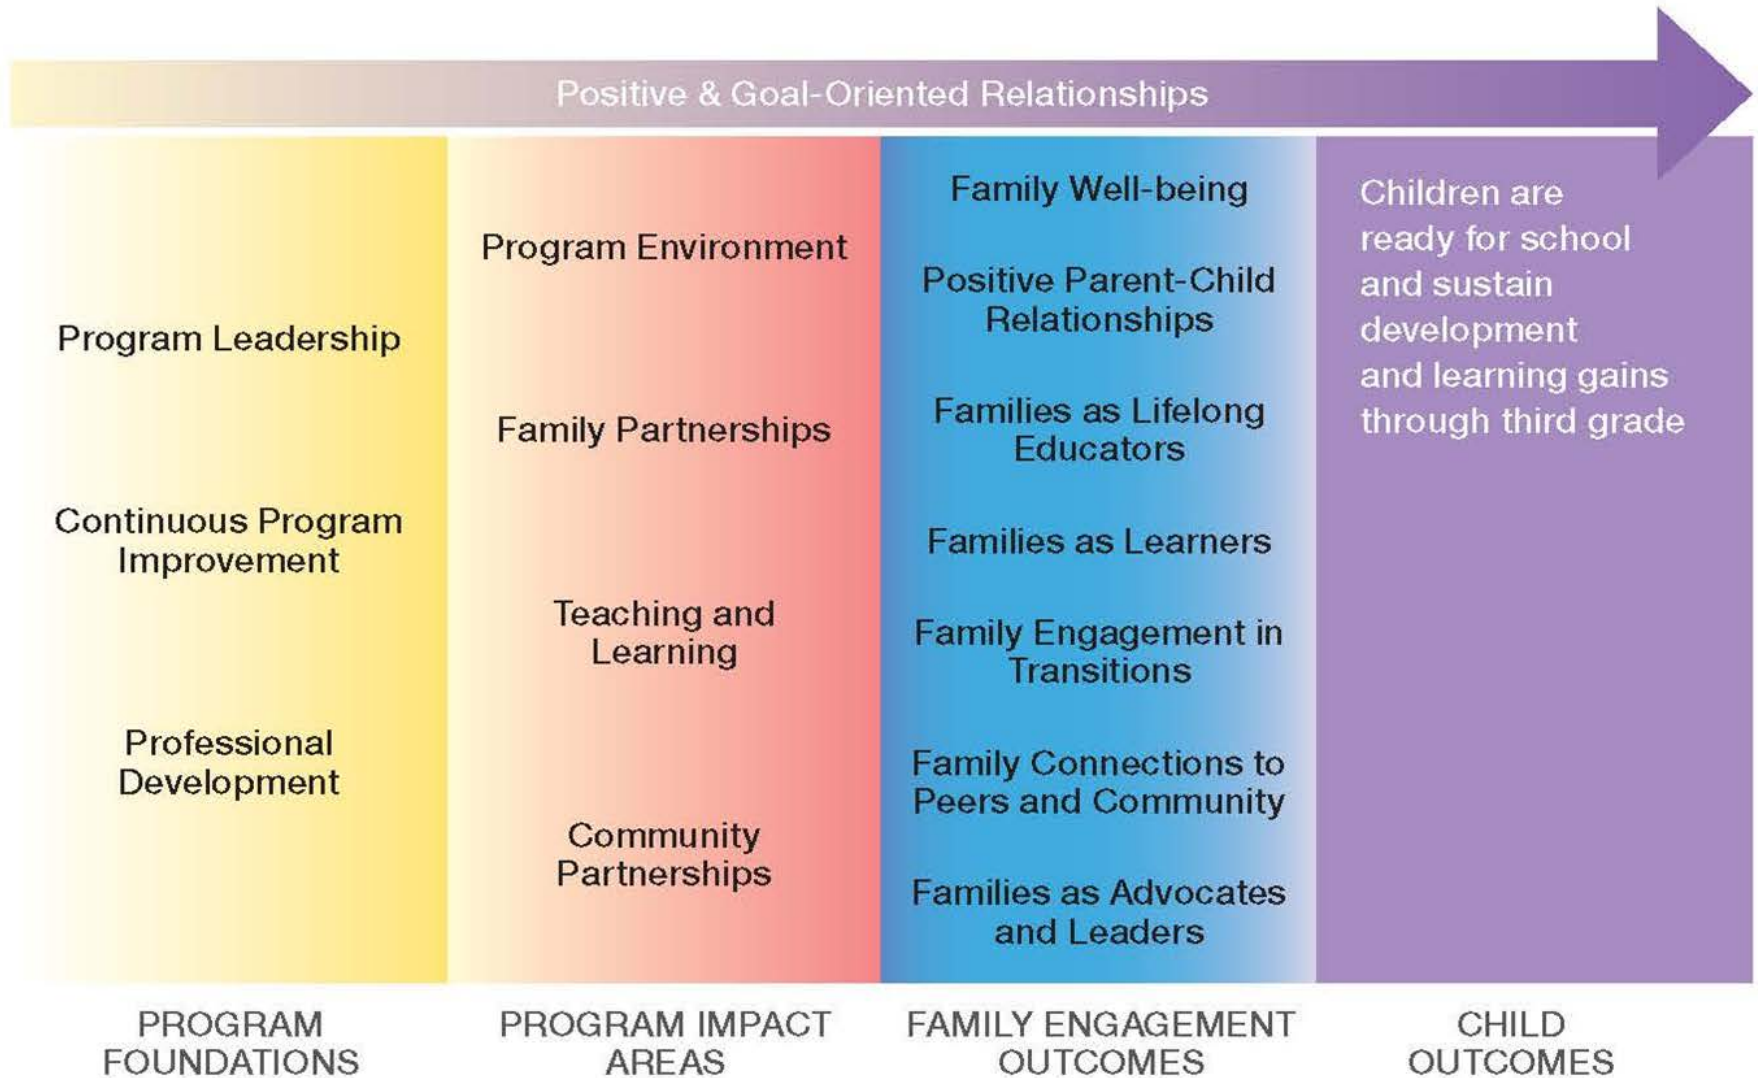 Positive & Goal-Oriented Relationships
Program Leadership
Continuous Program
Improvement
Professional
Development
PROGRAM
FOUNDATIONS
Program Environment
Family Partnerships
Teaching and
Learning
Community
Partnerships
PROGRAM IMPACT
AREAS
Family Well-being
Positive Parent-Child
Relationships
Families as Lifelong
Educators
Families as Learners
Family Engagement in
Transitions
Family Connections to
Peers and Community
Families as Advocates
and Leaders
FAMILY ENGAGEMENT
OUTCOMES
Children are
ready for school
and sustain
development
and learning gains
through third grade
CHILD
OUTCOMES